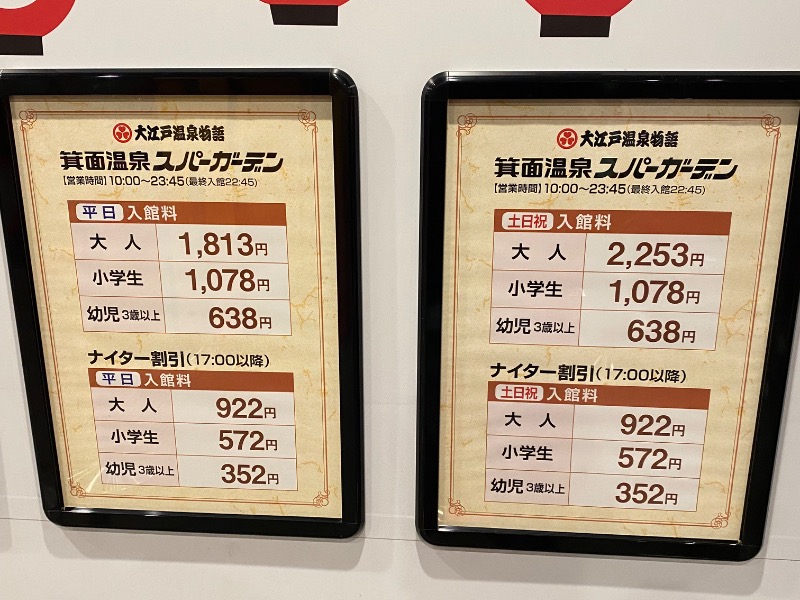 大江戸温泉物語
箕面温泉スパーガーデン
【営業時間】10:00〜23:45(最終入館22:45)
平日 入館料
大人 1,813円
小学生 1,078円
幼児 3歳以上 638円
ナイター割引(17:00以降)
平日 入館料
大人 922円
小学生 572円
幼児 3歳以上 352円
大江戸温泉物語
箕面温泉スパーガーデン
【営業時間】10:00〜23:45(最終入館22:45)
土日祝 入館料
大人 2,253円
小学生 1,078円
幼児 3歳以上 638円
ナイター割引(17:00以降)
土日祝 入館料
大人 922円
小学生 572円
幼児 3歳以上 352円